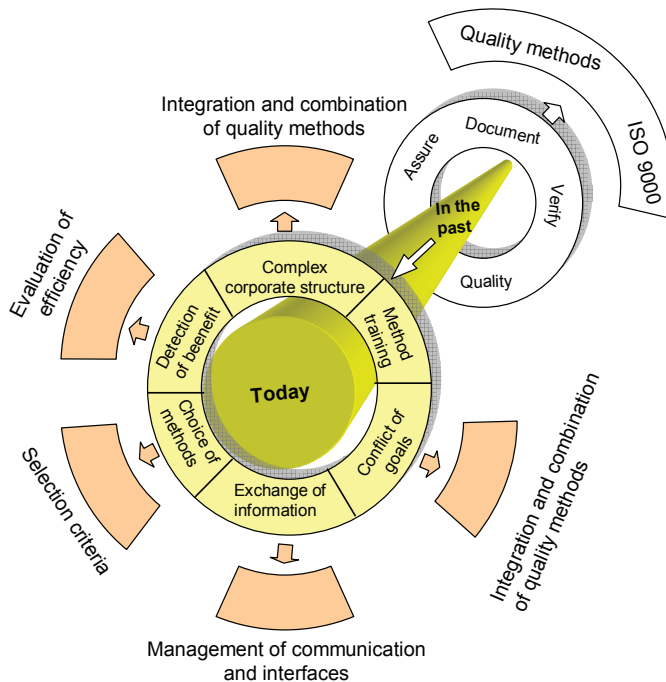 Quality methods
ISO 9000
Integration and combination
of quality methods
Assure
Document
Verify
Quality
In the
past
Evaluation of
efficiency
Complex
corporate structure
Method
training
Detection
of beenefit
Today
Choice of
methods
Conflict of
goals
Exchange of
information
Selection criteria
Integration and combination
of quality methods
Management of communication
and interfaces